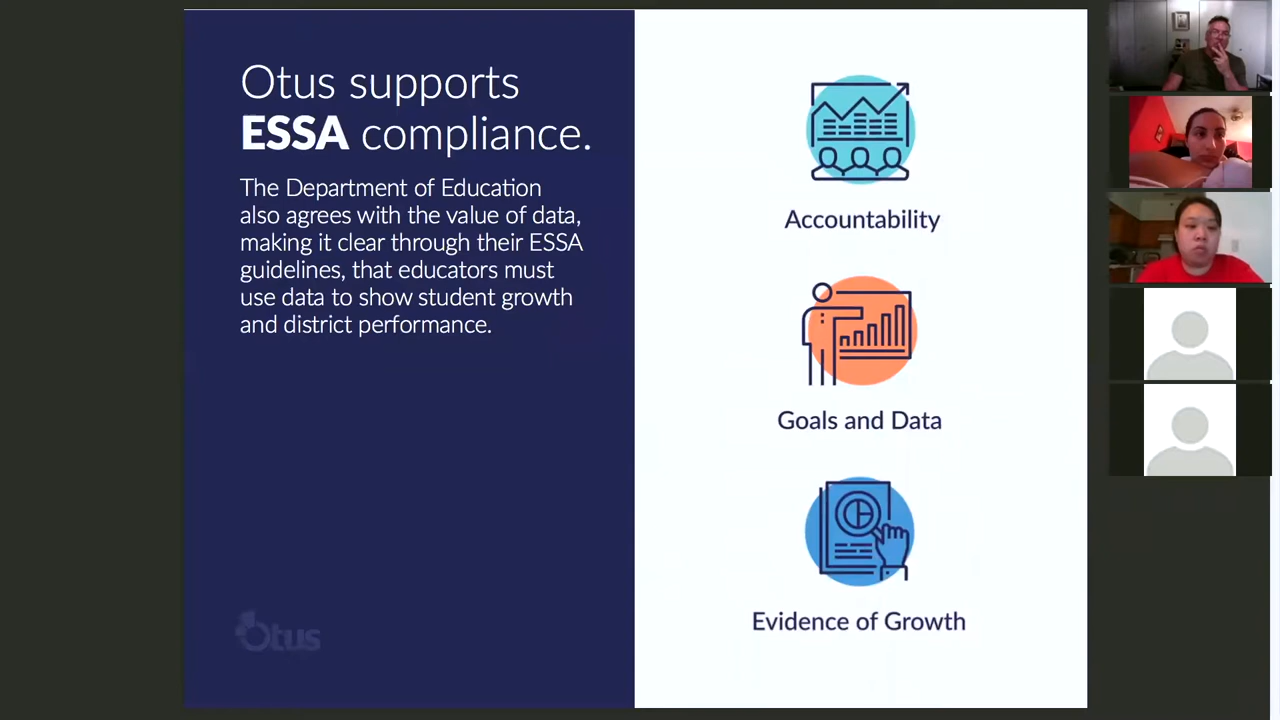 Otus supports
ESSA compliance.
The Department of Education
also agrees with the value of data,
making it clear through their ESSA
guidelines, that educators must
use data to show student growth
and district performance.
Otus
Accountability
Goals and Data
Evidence of Growth